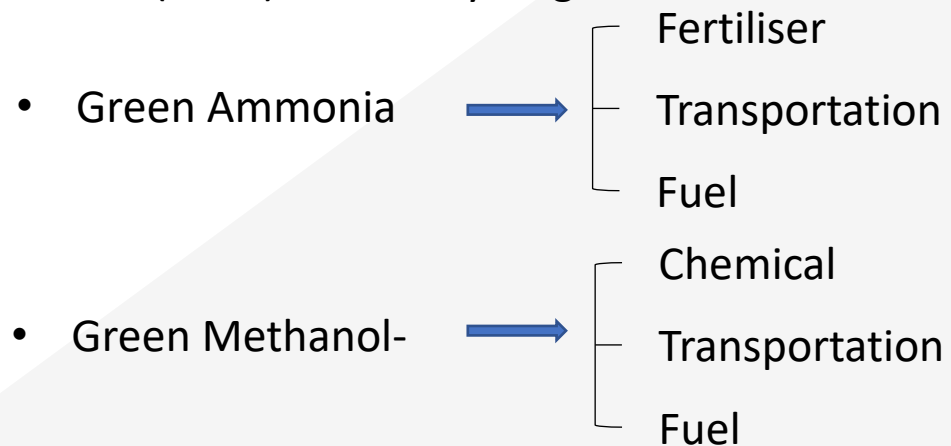 Fertiliser
• Green Ammonia
Transportation
Fuel
Chemical
• Green Methanol-
Transportation
Fuel